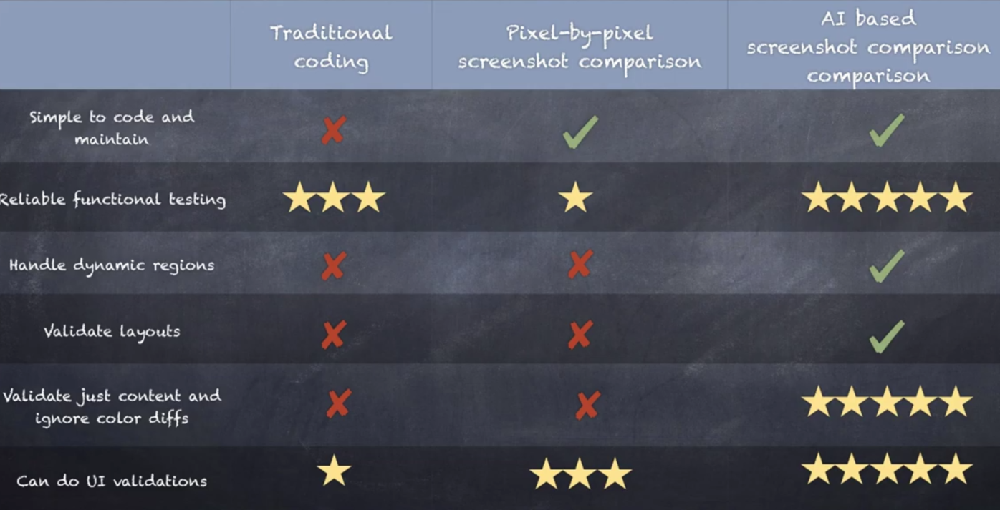 Traditional
coding
Pixel-by-pixel
screenshot comparison
AI based
screenshot comparison
comparison
Simple to code and
maintain
Reliable functional testing
Handle dynamic regions
Validate layouts
Validate just content and
ignore color diffs
Can do UI validations